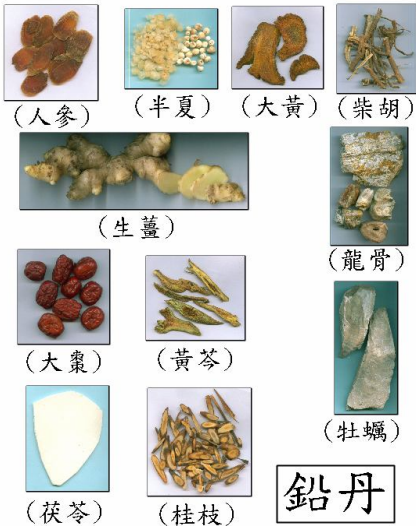 (人參)
(半夏)
(大黃)
(柴胡)
(生薑)
(龍骨)
(大棗)
(黃芩)
(牡蠣)
(茯苓)
(桂枝)
鉛丹